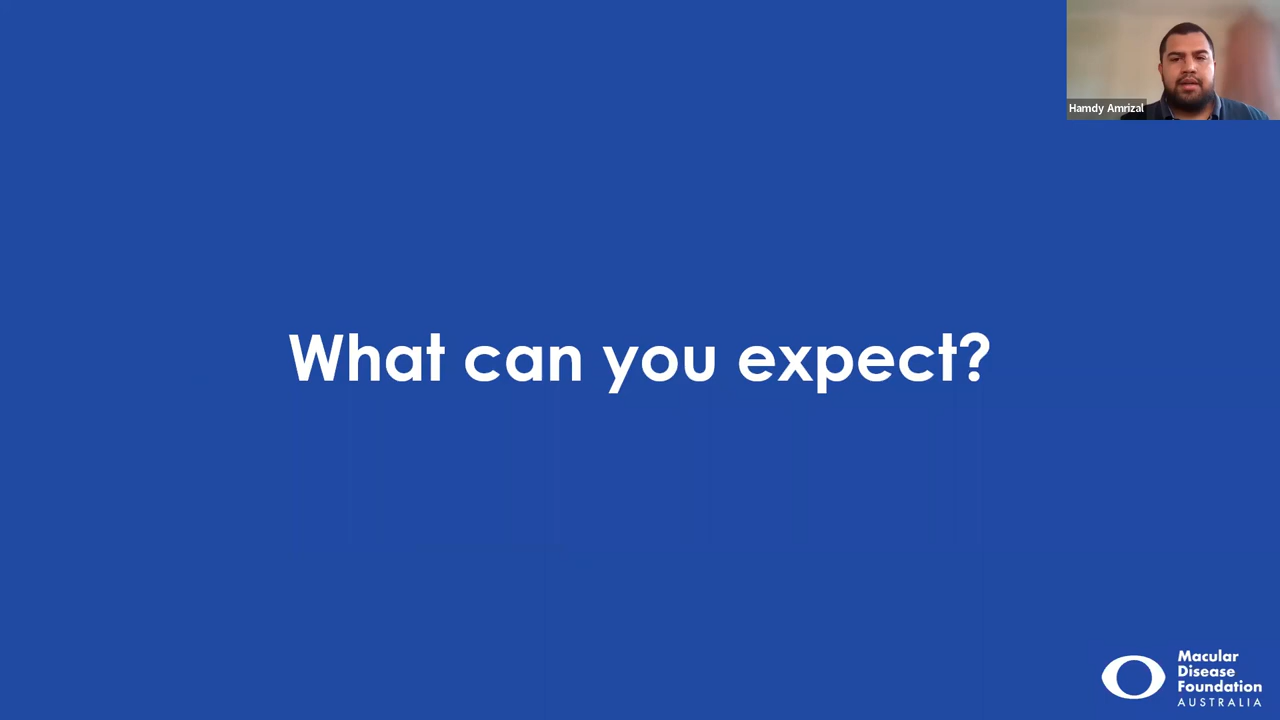 Hamdy Amrizal
What can you expect?
Macular
Disease
Foundation
AUSTRALIA